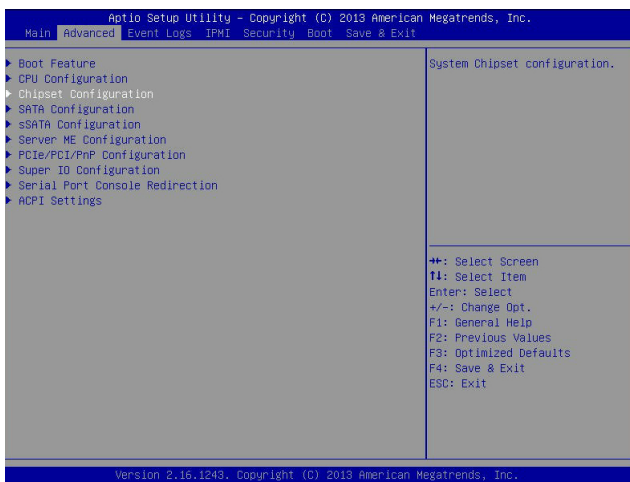 Aptio Setup Utility – Copyright (C) 2013 American Megatrends, Inc.
Main Advanced Event Logs IPMI Security Boot Save & Exit
▶ Boot Feature
▶ CPU Configuration
▶ Chipset Configuration
▶ SATA Configuration
▶ sSATA Configuration
▶ Server ME Configuration
▶ PCIe/PCI/PnP Configuration
▶ Super IO Configuration
▶ Serial Port Console Redirection
▶ ACPI Settings
System Chipset configuration.
→←: Select Screen
↑↓: Select Item
Enter: Select
+/-: Change Opt.
F1: General Help
F2: Previous Values
F3: Optimized Defaults
F4: Save & Exit
ESC: Exit
Version 2.16.1243. Copyright (C) 2013 American Megatrends, Inc.